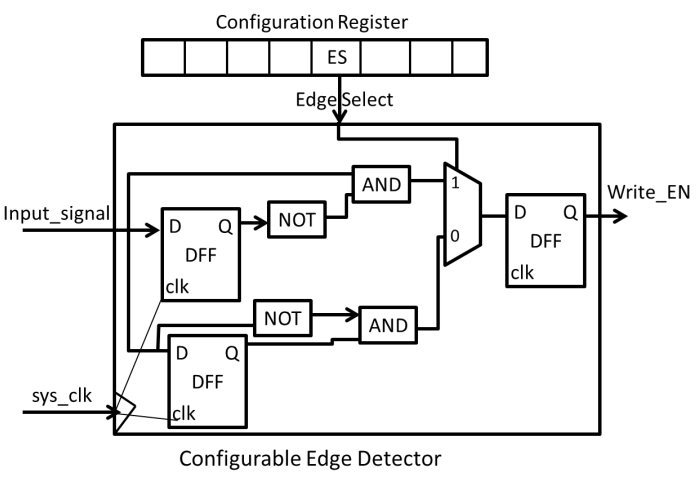 Configuration Register
ES
Edge Select
AND
1
Input_signal
D Q
DFF
clk
NOT
0
D Q
DFF
clk
Write_EN
NOT
AND
D Q
DFF
clk
sys_clk
Configurable Edge Detector